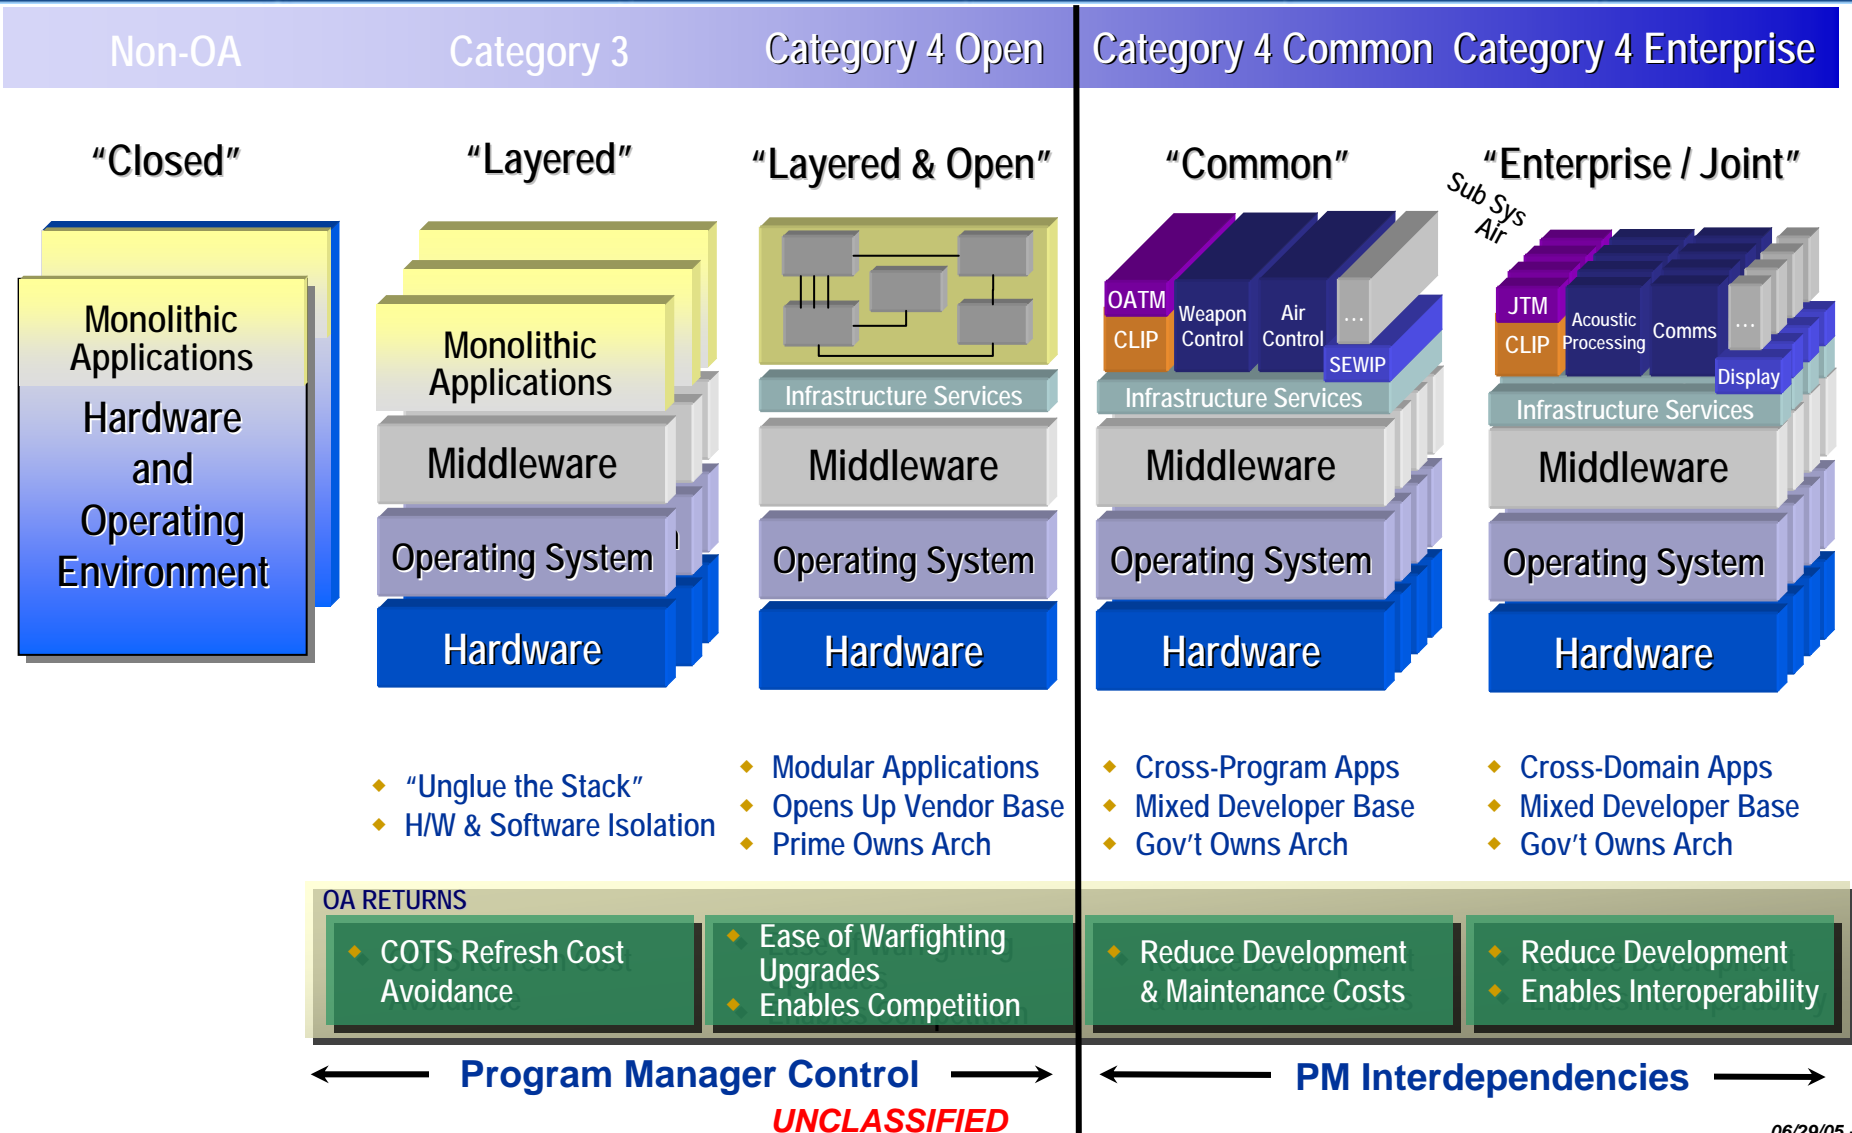 Non-OA
Category 3
Category 4 Open
Category 4 Common
Category 4 Enterprise
“Closed”
“Layered”
“Layered & Open”
“Common”
“Enterprise / Joint”
Monolithic
Applications
Hardware
and
Operating
Environment
Monolithic
Applications
Middleware
Operating System
Hardware
Infrastructure Services
Middleware
Operating System
Hardware
OATM
CLIP
Weapon
Control
Air
Control
...
SEWIP
Infrastructure Services
Middleware
Operating System
Hardware
Sub Sys
Air
JTM
CLIP
Acoustic
Processing
Comms
...
Display
Infrastructure Services
Middleware
Operating System
Hardware
“Unglue the Stack”
H/W & Software Isolation
Modular Applications
Opens Up Vendor Base
Prime Owns Arch
Cross-Program Apps
Mixed Developer Base
Gov’t Owns Arch
Cross-Domain Apps
Mixed Developer Base
Gov’t Owns Arch
OA RETURNS
COTS Refresh Cost
Avoidance
Ease of Warfighting
Upgrades
Enables Competition
Reduce Development
& Maintenance Costs
Reduce Development
Enables Interoperability
Program Manager Control
PM Interdependencies
UNCLASSIFIED
06/29/05